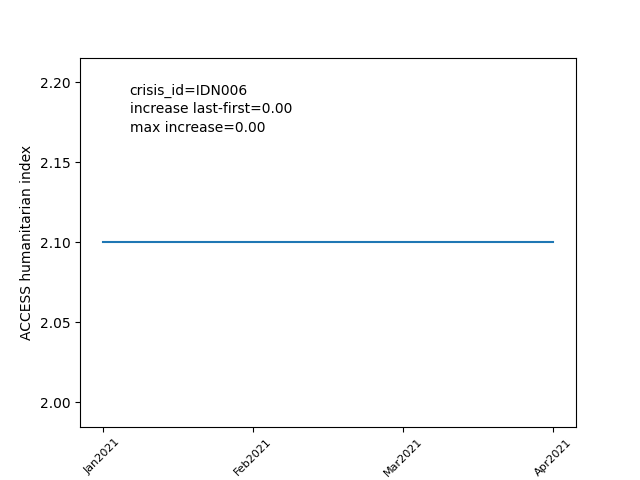 2.20
2.15
2.10
2.05
2.00
ACCESS humanitarian index
crisis_id=IDN006
increase last-first=0.00
max increase=0.00
Jan2021
Feb2021
Mar2021
Apr2021